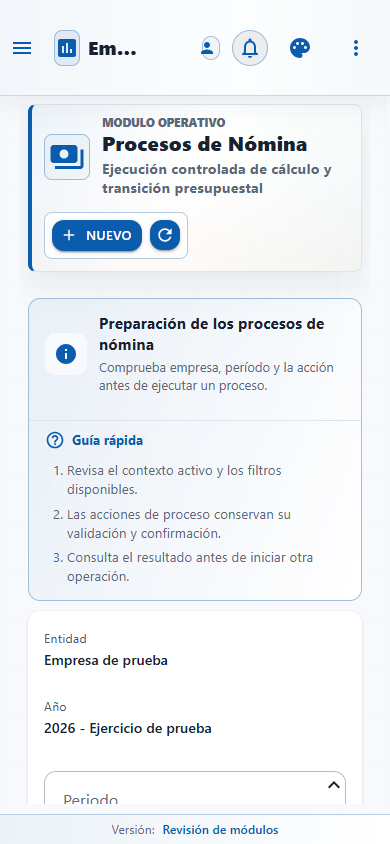 Em...
MODULO OPERATIVO
Procesos de Nómina
Ejecución controlada de cálculo y
transición presupuestal
NUEVO
Preparación de los procesos de
nómina
Comprueba empresa, período y la acción
antes de ejecutar un proceso.
Guía rápida
1. Revisa el contexto activo y los filtros
disponibles.
2. Las acciones de proceso conservan su
validación y confirmación.
3. Consulta el resultado antes de iniciar otra
operación.
Entidad
Empresa de prueba
Año
2026 - Ejercicio de prueba
Periodo
Versión: Revisión de módulos